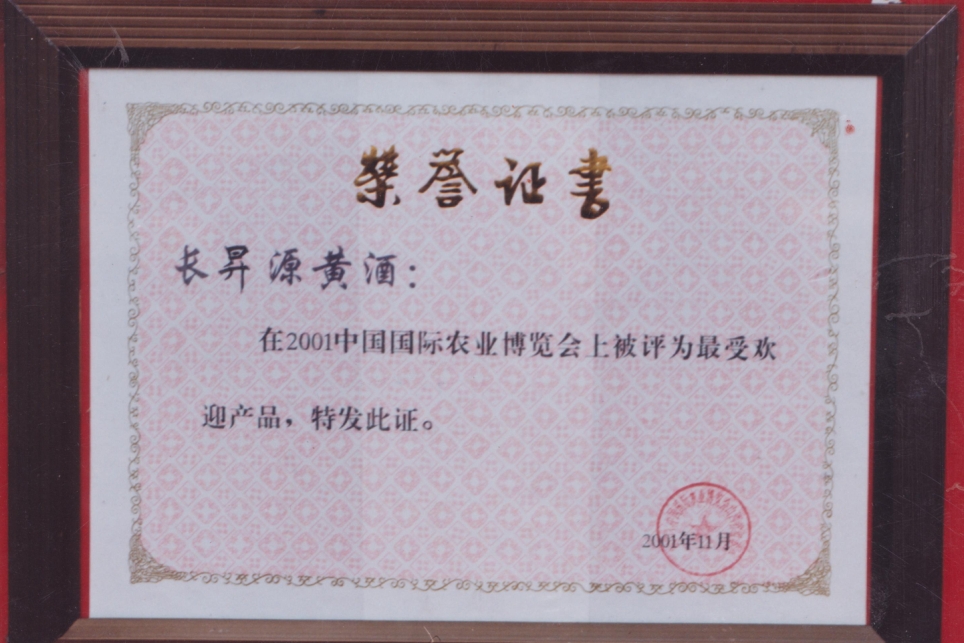 荣誉证书
长昇源黄酒：
在2001中国国际农业博览会上被评为最受欢
迎产品，特发此证。
2001年11月